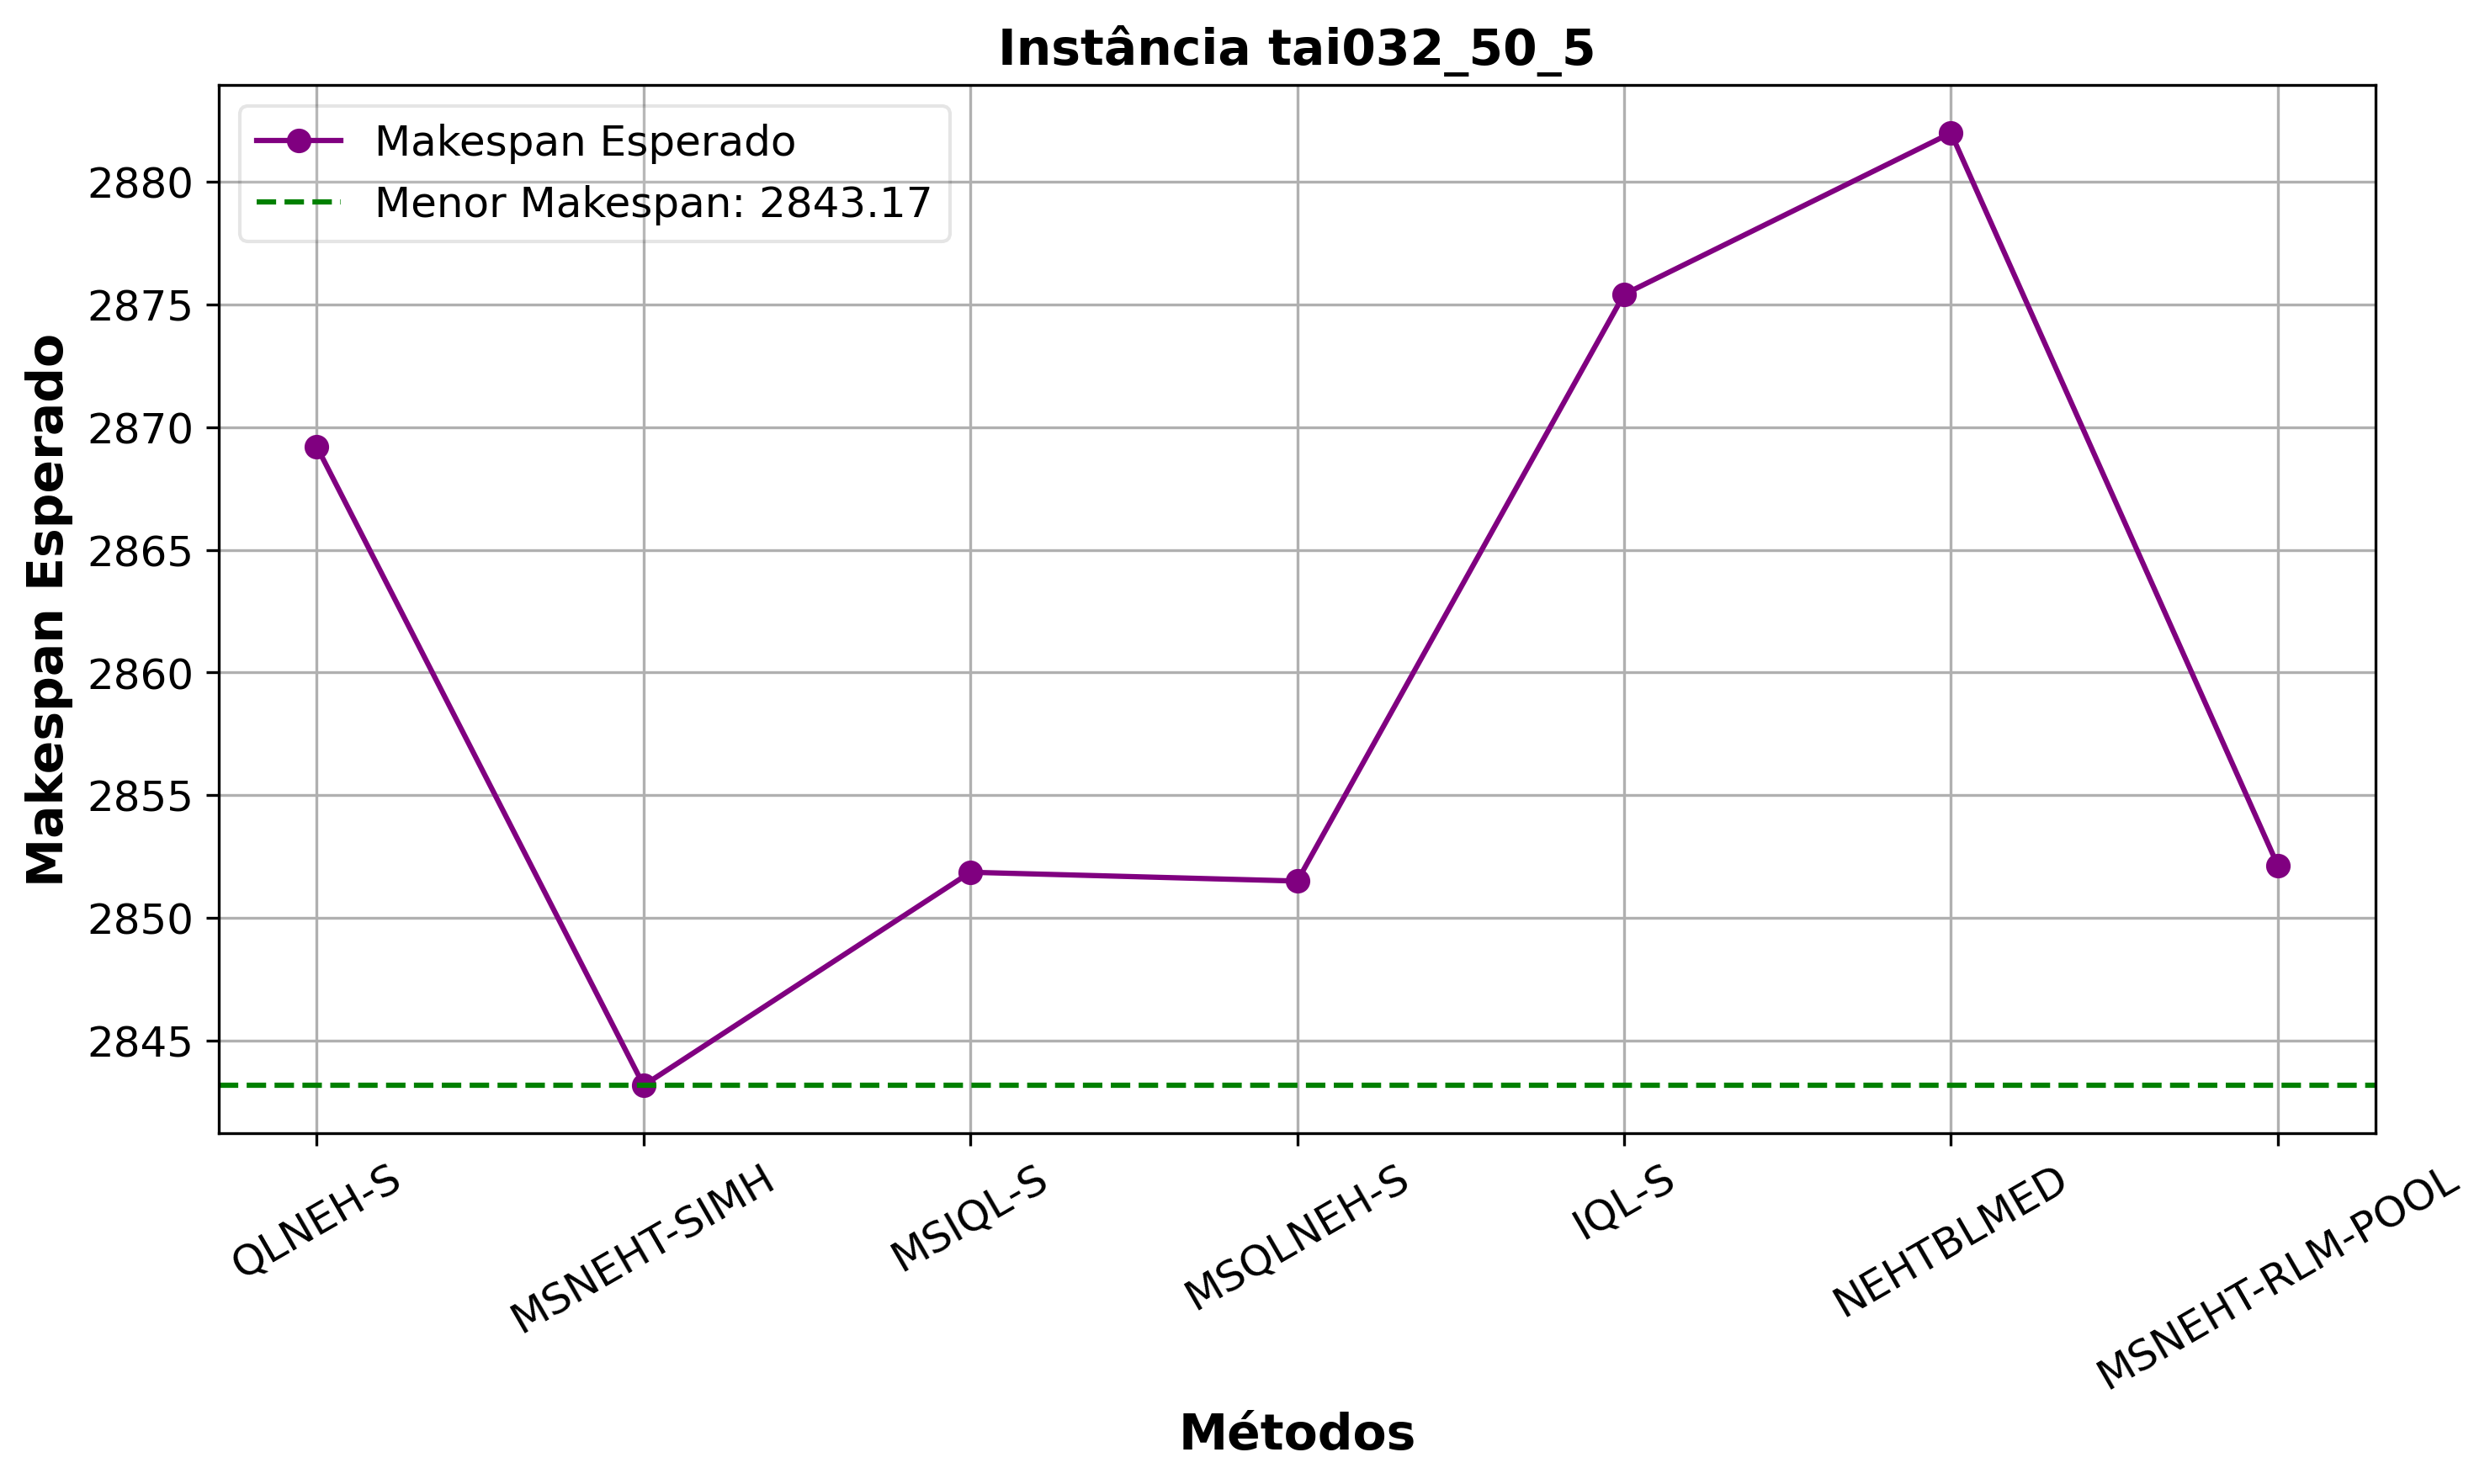 Instância tai032_50_5
Makespan Esperado
Menor Makespan: 2843.17
Makespan Esperado
2880
2875
2870
2865
2860
2855
2850
2845
QLNEH-S
MSNEHT-SIMH
MSIQL-S
MSQLNEH-S
IQL-S
NEHTBLMED
MSNEHT-RLM-POOL
Métodos